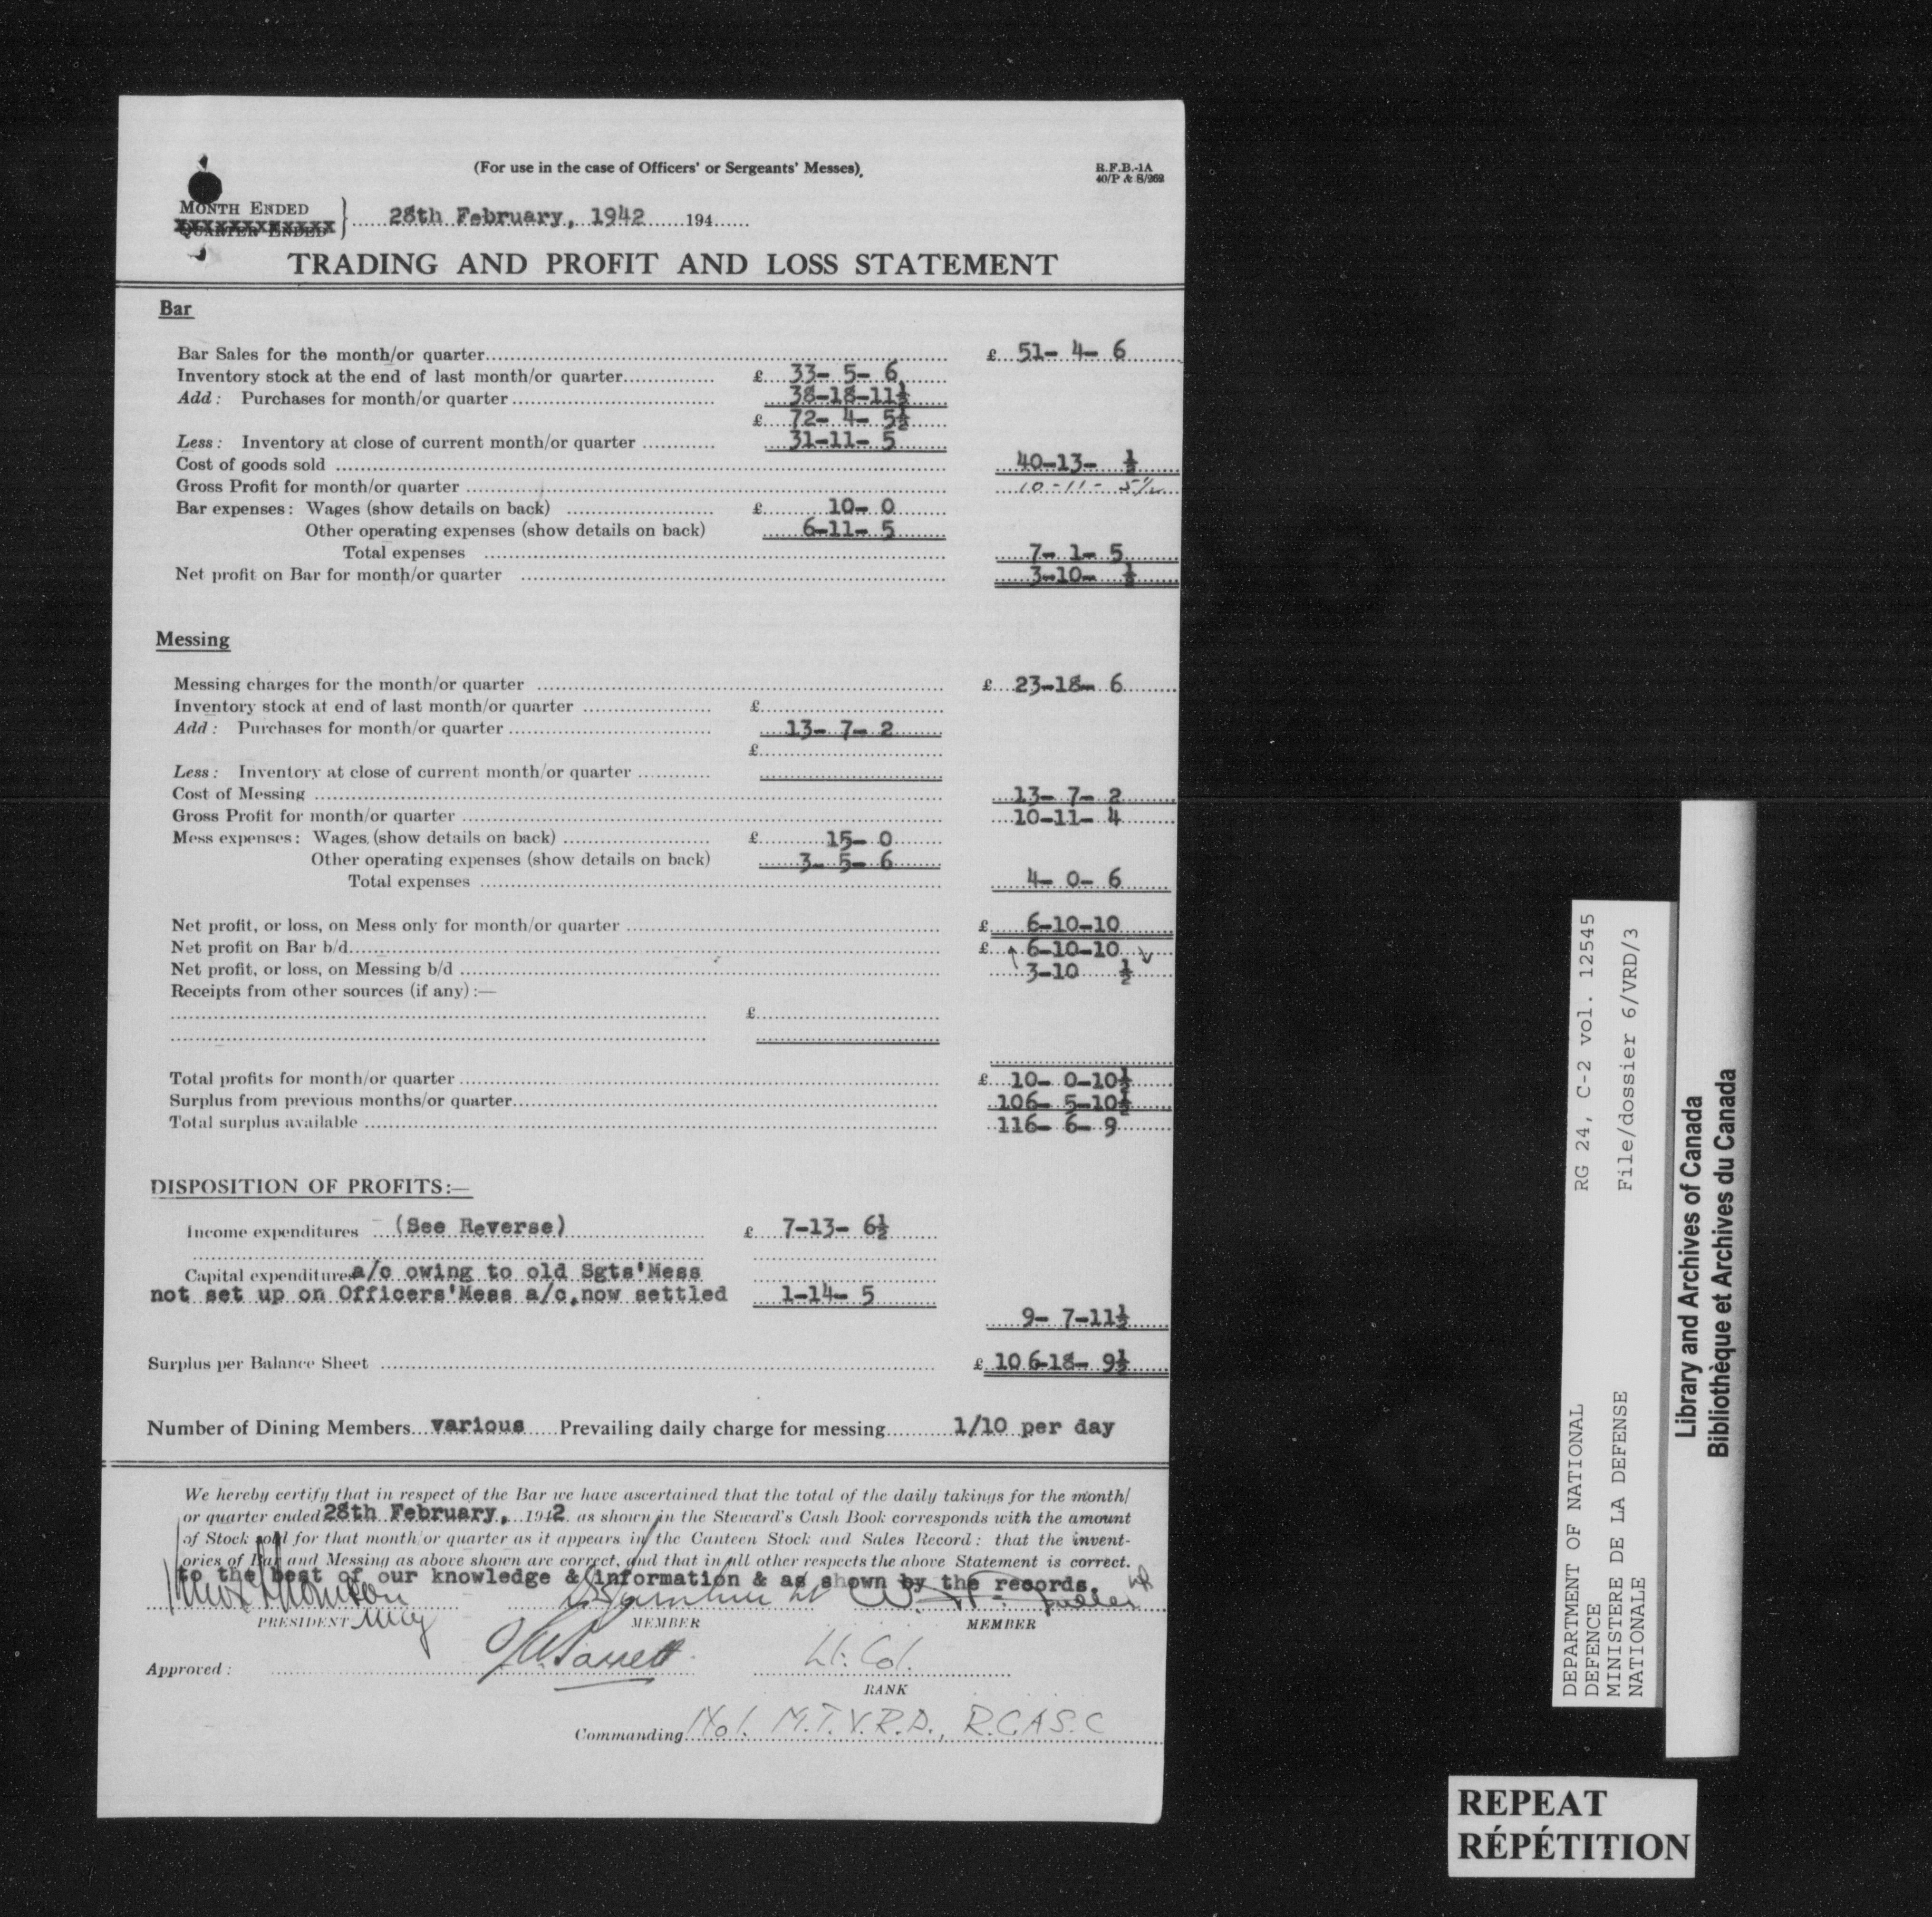 (For use in the case of Officers' or Sergeants' Messes).
R.F.B.-1A
40/P & S/262
MONTH ENDED
QUARTER ENDED
28th February, 1942 194
TRADING AND PROFIT AND LOSS STATEMENT
Bar
Bar Sales for the month/or quarter £ 51- 4- 6
Inventory stock at the end of last month/or quarter £ 33- 5- 6
Add: Purchases for month/or quarter 38-18-11½
£ 72- 4- 5½
Less: Inventory at close of current month/or quarter 31-11- 5
Cost of goods sold 40-13- ½
Gross Profit for month/or quarter 10-11- 5½
Bar expenses: Wages (show details on back) £ 10- 0
Other operating expenses (show details on back) 6-11- 5
Total expenses 7- 1- 5
Net profit on Bar for month/or quarter 3-10- ½
Messing
Messing charges for the month/or quarter £ 23-18- 6
Inventory stock at end of last month/or quarter £
Add: Purchases for month/or quarter 13- 7- 2
£
Less: Inventory at close of current month/or quarter
Cost of Messing 13- 7- 2
Gross Profit for month/or quarter 10-11- 4
Mess expenses: Wages (show details on back) £ 15- 0
Other operating expenses (show details on back) 3- 5- 6
Total expenses 4- 0- 6
Net profit, or loss, on Mess only for month/or quarter £ 6-10-10
Net profit on Bar b/d £ 6-10-10
Net profit, or loss, on Messing b/d 3-10 ½
Receipts from other sources (if any) :—
£
Total profits for month/or quarter £ 10- 0-10½
Surplus from previous months/or quarter 106- 5-10½
Total surplus available 116- 6- 9
DISPOSITION OF PROFITS:—
Income expenditures (See Reverse) £ 7-13- 6½
Capital expenditures a/c owing to old Sgts'Mess
not set up on Officers'Mess a/c,now settled 1-14- 5
9- 7-11½
Surplus per Balance Sheet £ 106-18- 9½
Number of Dining Members various Prevailing daily charge for messing 1/10 per day
We hereby certify that in respect of the Bar we have ascertained that the total of the daily takings for the month/
or quarter ended 28th February, 1942 as shown in the Steward's Cash Book corresponds with the amount
of Stock sold for that month or quarter as it appears in the Canteen Stock and Sales Record: that the invent-
ories of Bar and Messing as above shown are correct, and that in all other respects the above Statement is correct.
to the best of our knowledge & information & as shown by the records.
PRESIDENT MEMBER MEMBER
Approved: Lt. Col.
RANK
Commanding No 1. M.T.V.R.D., R.C.A.S.C
RG 24, C-2 vol. 12545
File/dossier 6/VRD/3
DEPARTMENT OF NATIONAL
DEFENCE
MINISTERE DE LA DEFENSE
NATIONALE
Library and Archives of Canada
Bibliothèque et Archives du Canada
REPEAT
RÉPÉTITION